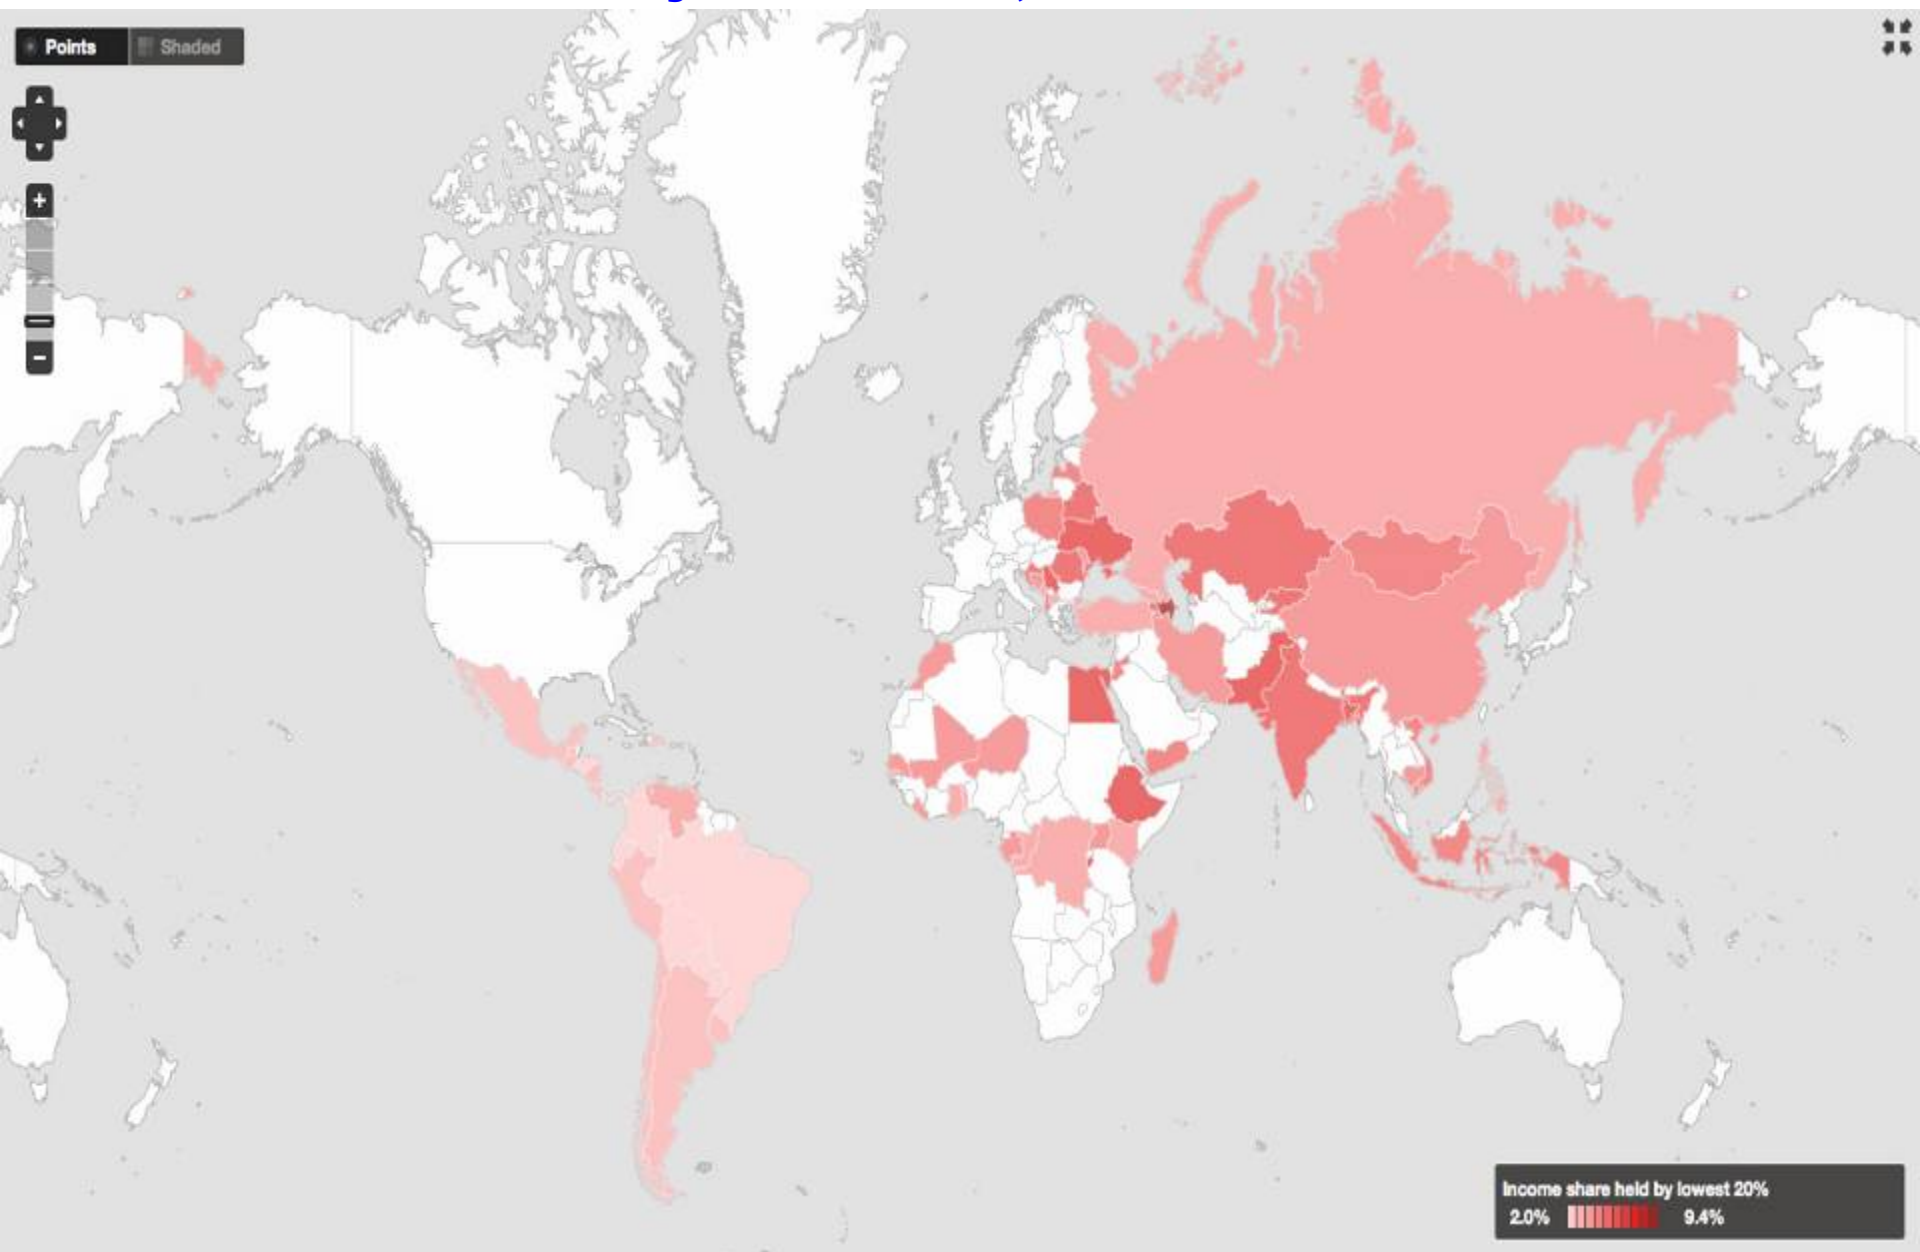 Points
Shaded
+
−
Income share held by lowest 20%
2.0% 9.4%